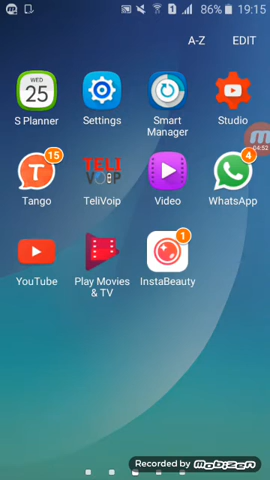 86% 19:15
A-Z EDIT
WED
25
S Planner
Settings
Smart
Manager
Studio
04:52
15
Tango
TELI
VOIP
TeliVoip
Video
4
WhatsApp
YouTube
Play Movies
& TV
1
InstaBeauty
Recorded by mobizen